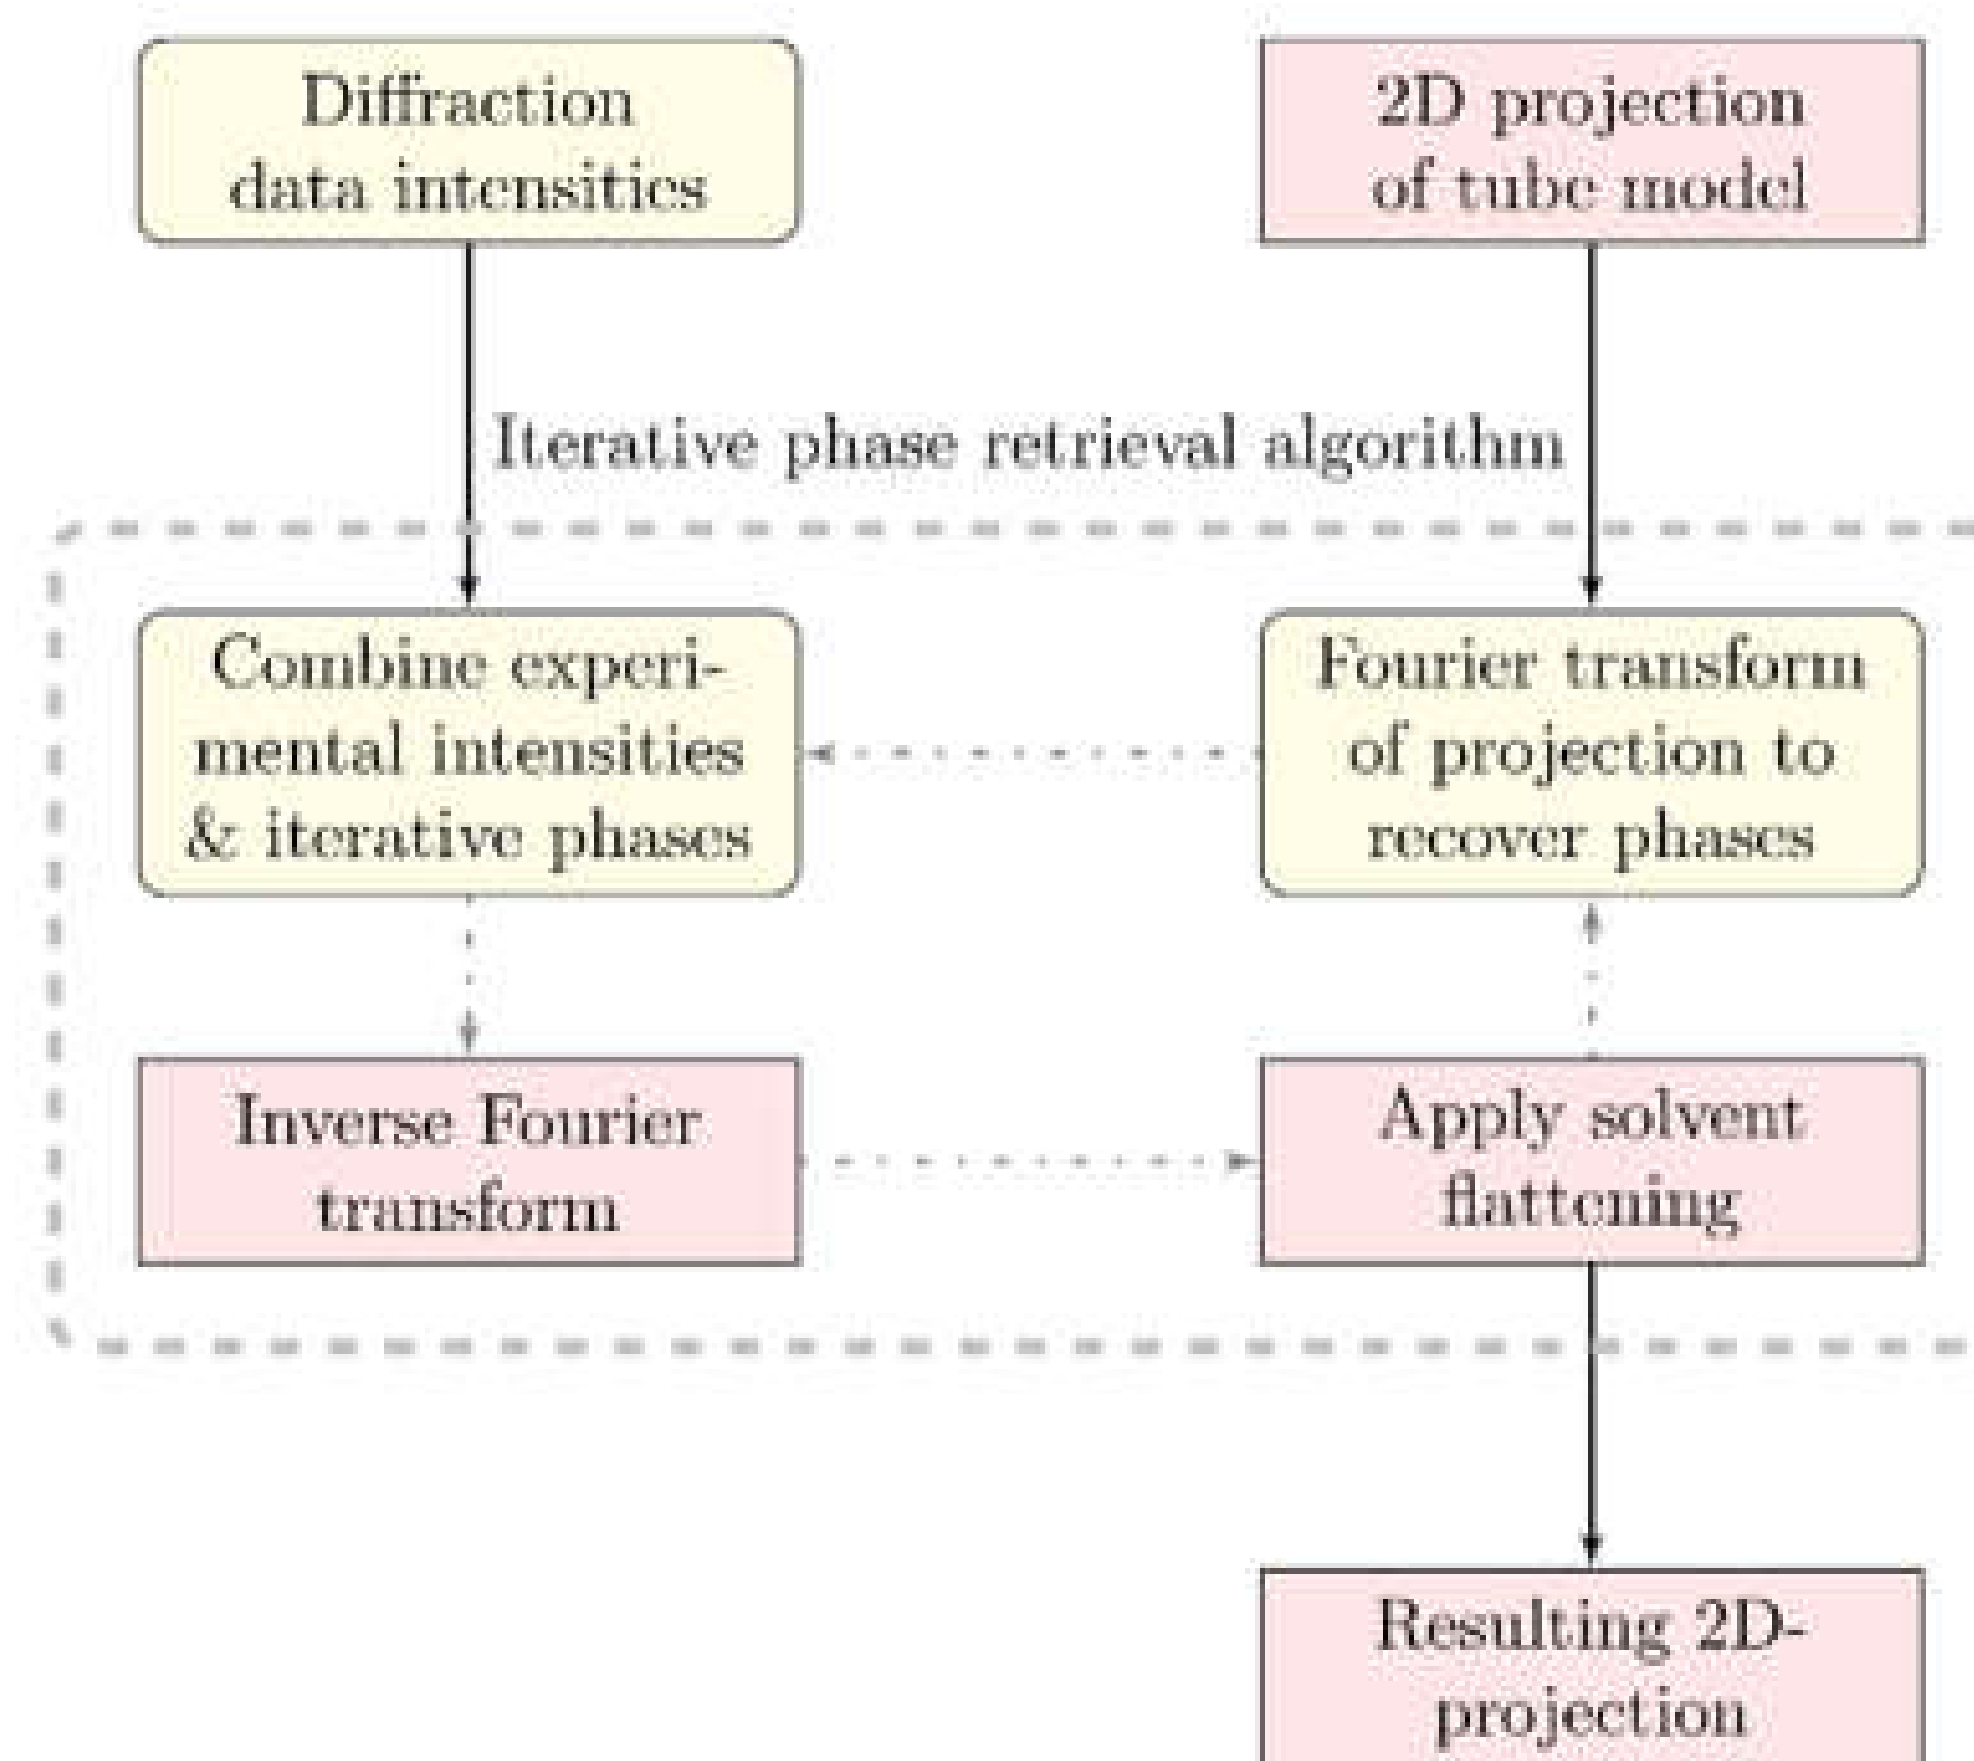 Diffraction
data intensities
2D projection
of tube model
Iterative phase retrieval algorithm
Combine experi-
mental intensities
& iterative phases
Fourier transform
of projection to
recover phases
Inverse Fourier
transform
Apply solvent
flattening
Resulting 2D-
projection